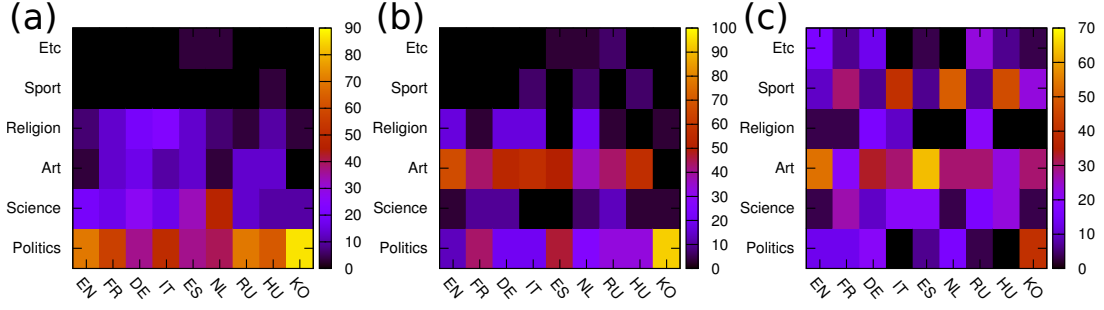 (a)
Etc
Sport
Religion
Art
Science
Politics
EN FR DE IT ES NL RU HU KO
90
80
70
60
50
40
30
20
10
0
(b)
Etc
Sport
Religion
Art
Science
Politics
EN FR DE IT ES NL RU HU KO
100
90
80
70
60
50
40
30
20
10
0
(c)
Etc
Sport
Religion
Art
Science
Politics
EN FR DE IT ES NL RU HU KO
70
60
50
40
30
20
10
0